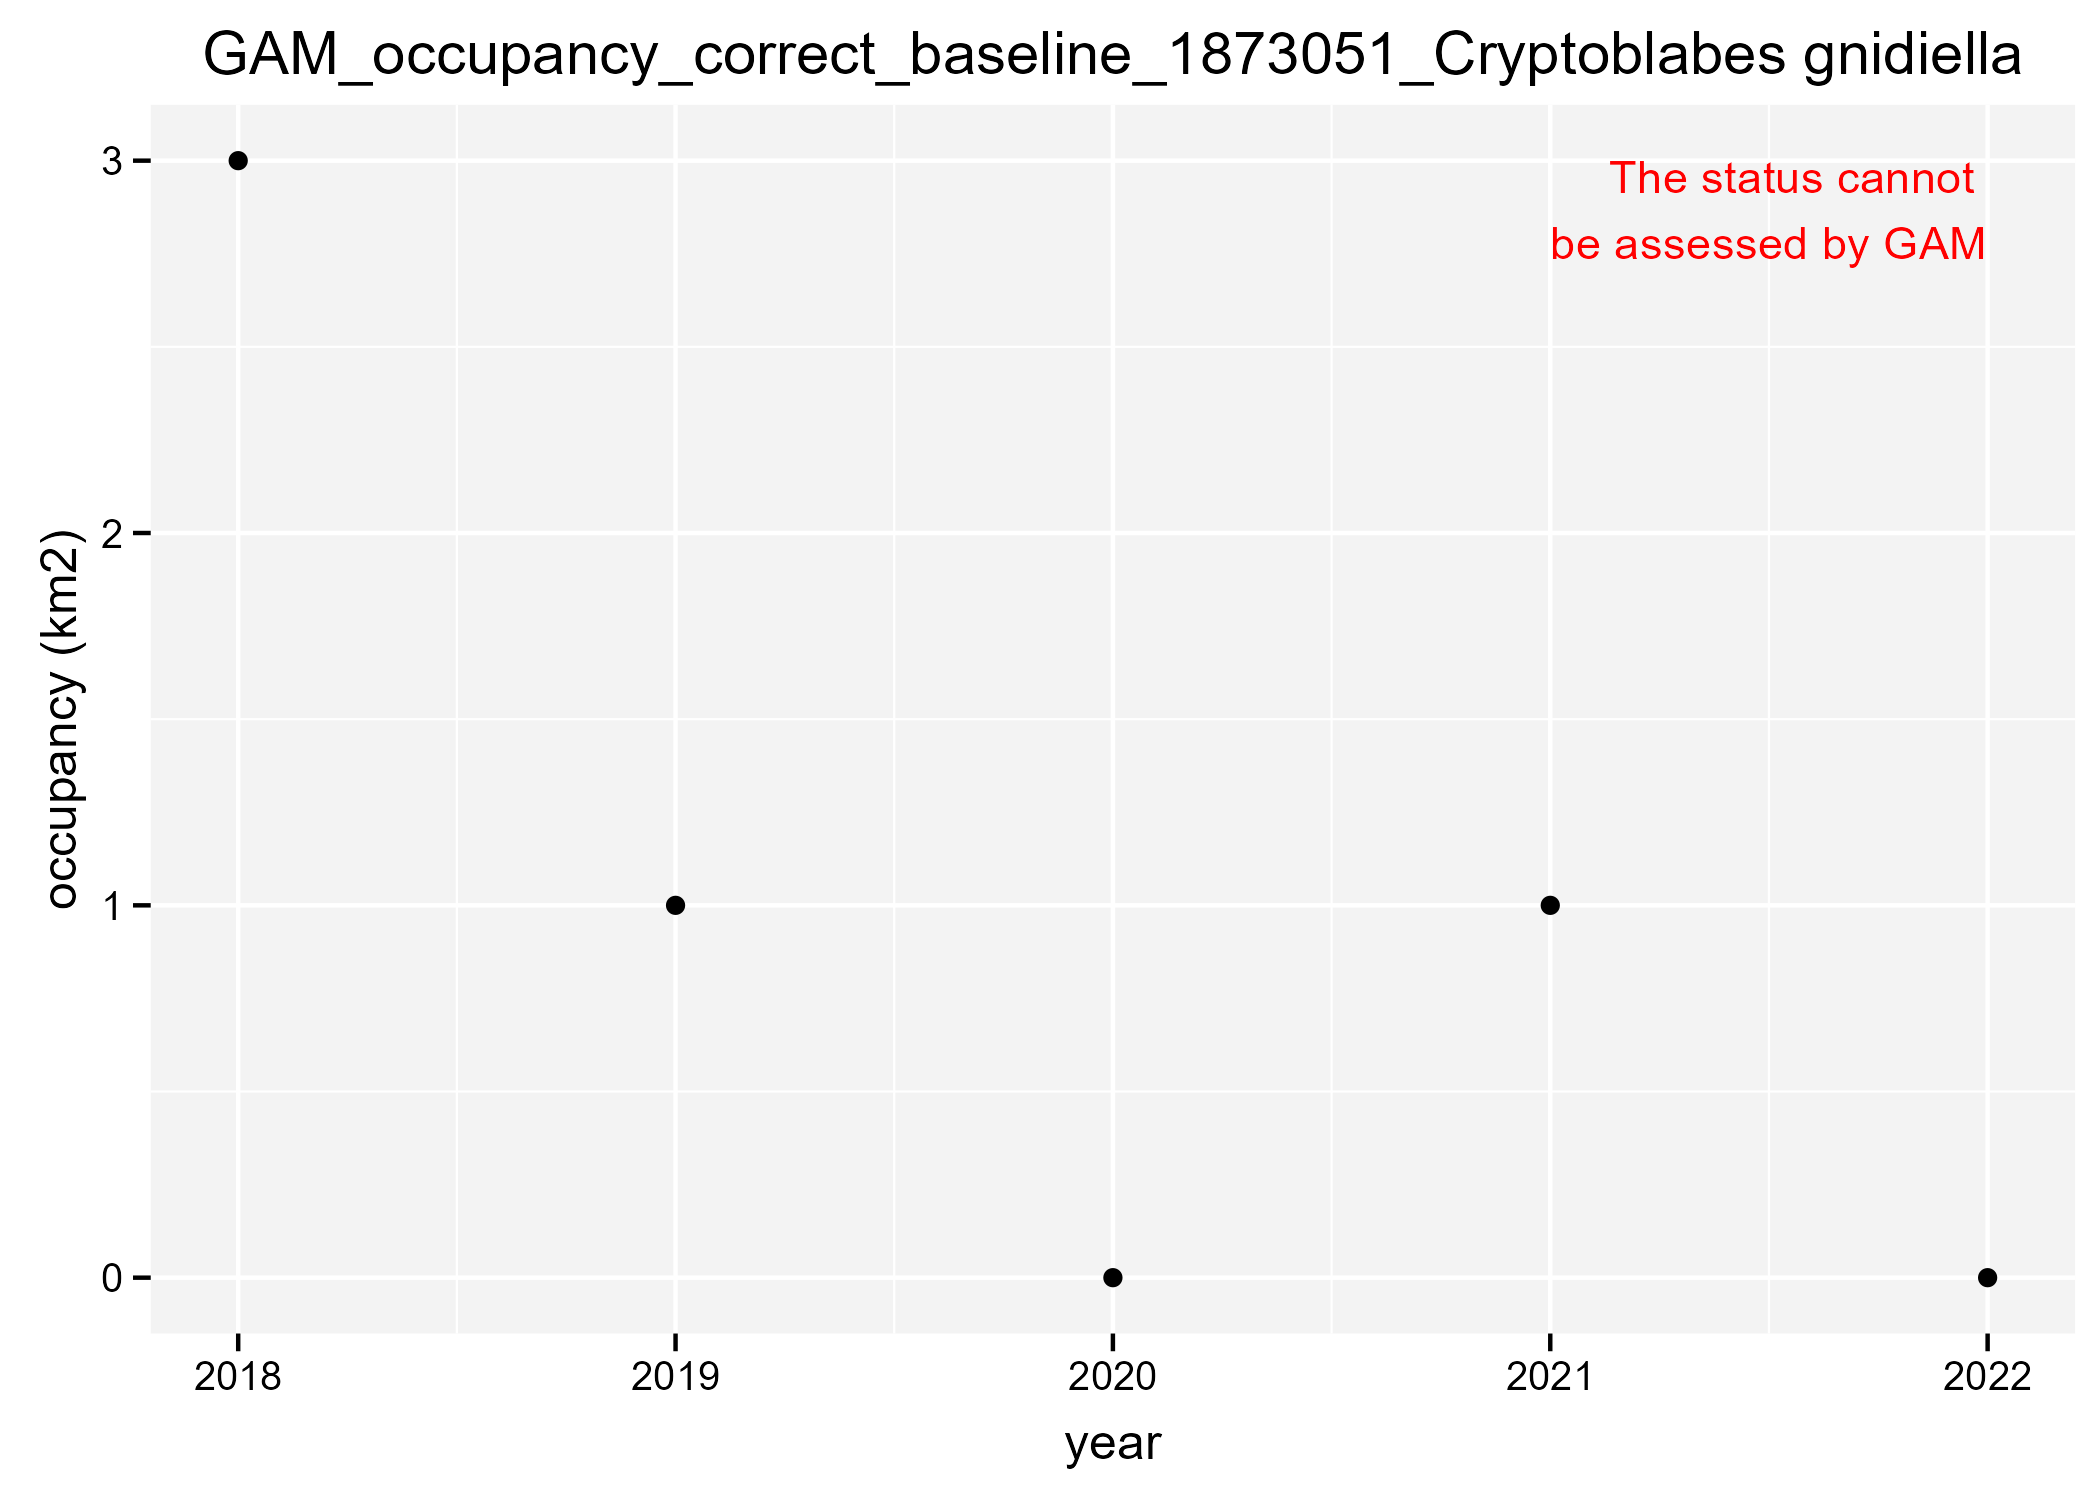 GAM_occupancy_correct_baseline_1873051_Cryptoblabes gnidiella
The status cannot
be assessed by GAM
occupancy (km2)
3
2
1
0
2018
2019
2020
2021
2022
year